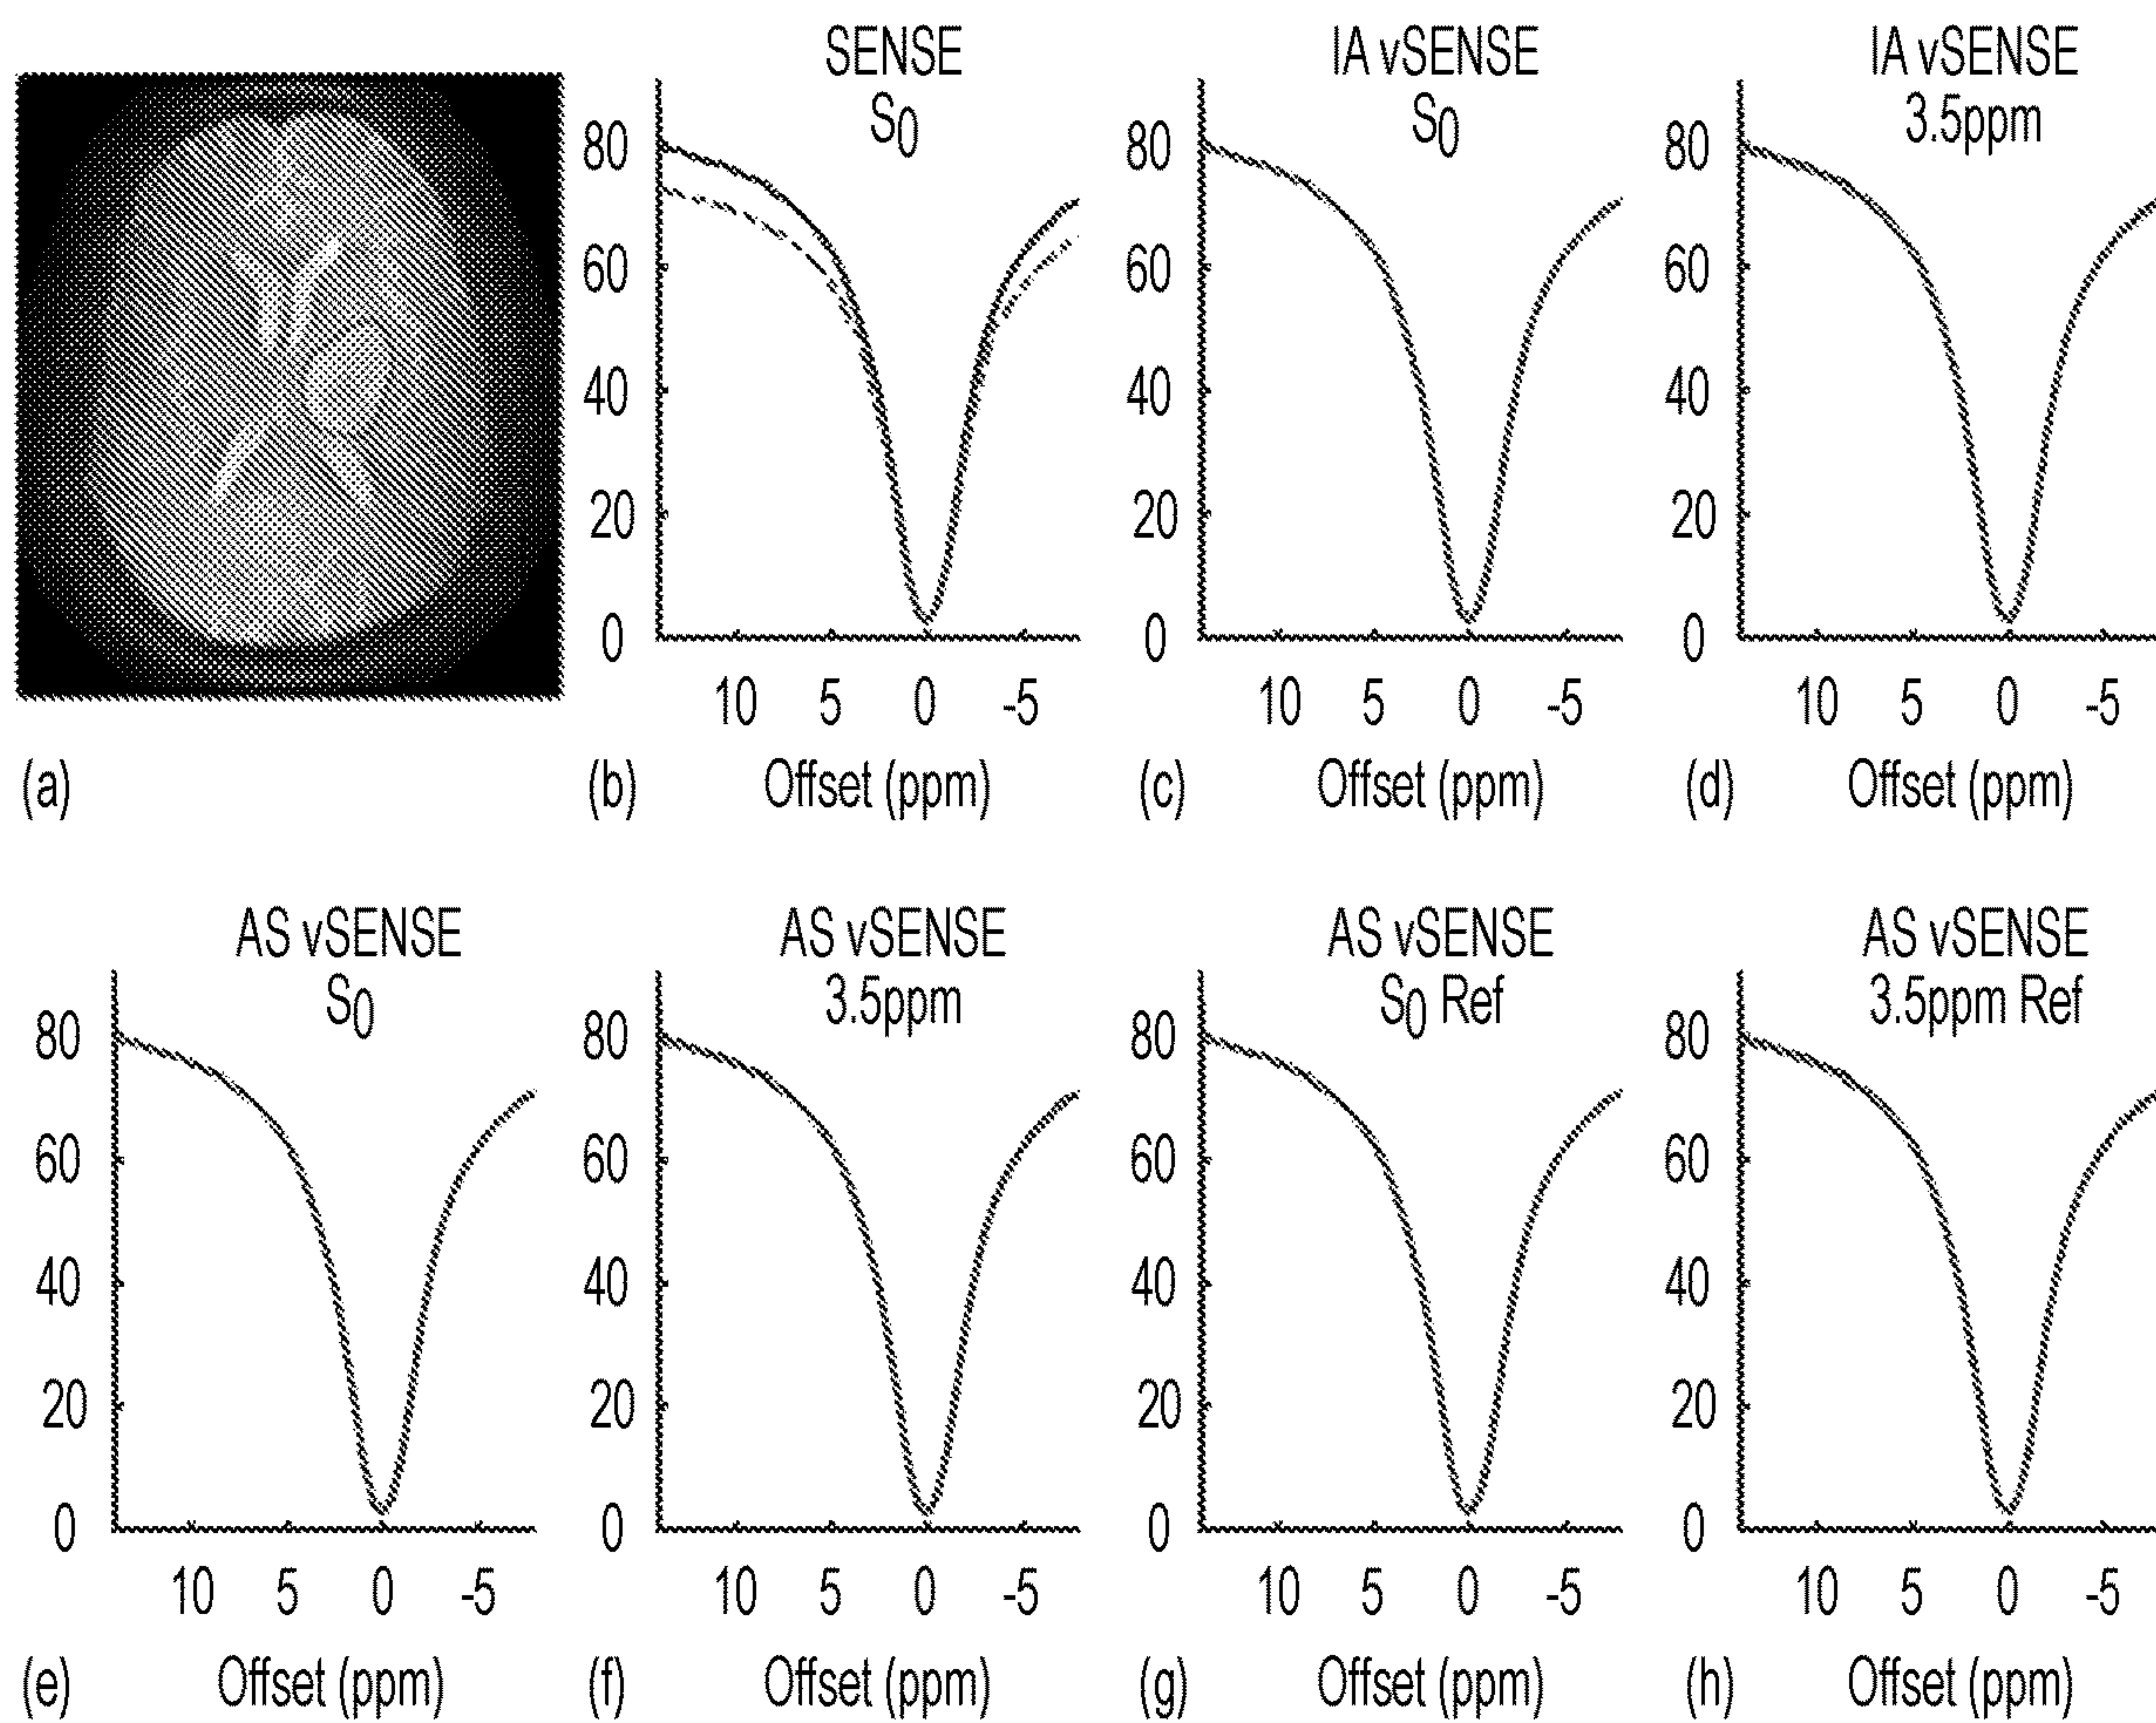 SENSE
S0
80
60
40
20
0
10 5 0 -5
(a)
(b) Offset (ppm)
IA vSENSE
S0
80
60
40
20
0
10 5 0 -5
(c) Offset (ppm)
IA vSENSE
3.5ppm
80
60
40
20
0
10 5 0 -5
(d) Offset (ppm)
AS vSENSE
S0
80
60
40
20
0
10 5 0 -5
(e) Offset (ppm)
AS vSENSE
3.5ppm
80
60
40
20
0
10 5 0 -5
(f) Offset (ppm)
AS vSENSE
S0 Ref
80
60
40
20
0
10 5 0 -5
(g) Offset (ppm)
AS vSENSE
3.5ppm Ref
80
60
40
20
0
10 5 0 -5
(h) Offset (ppm)